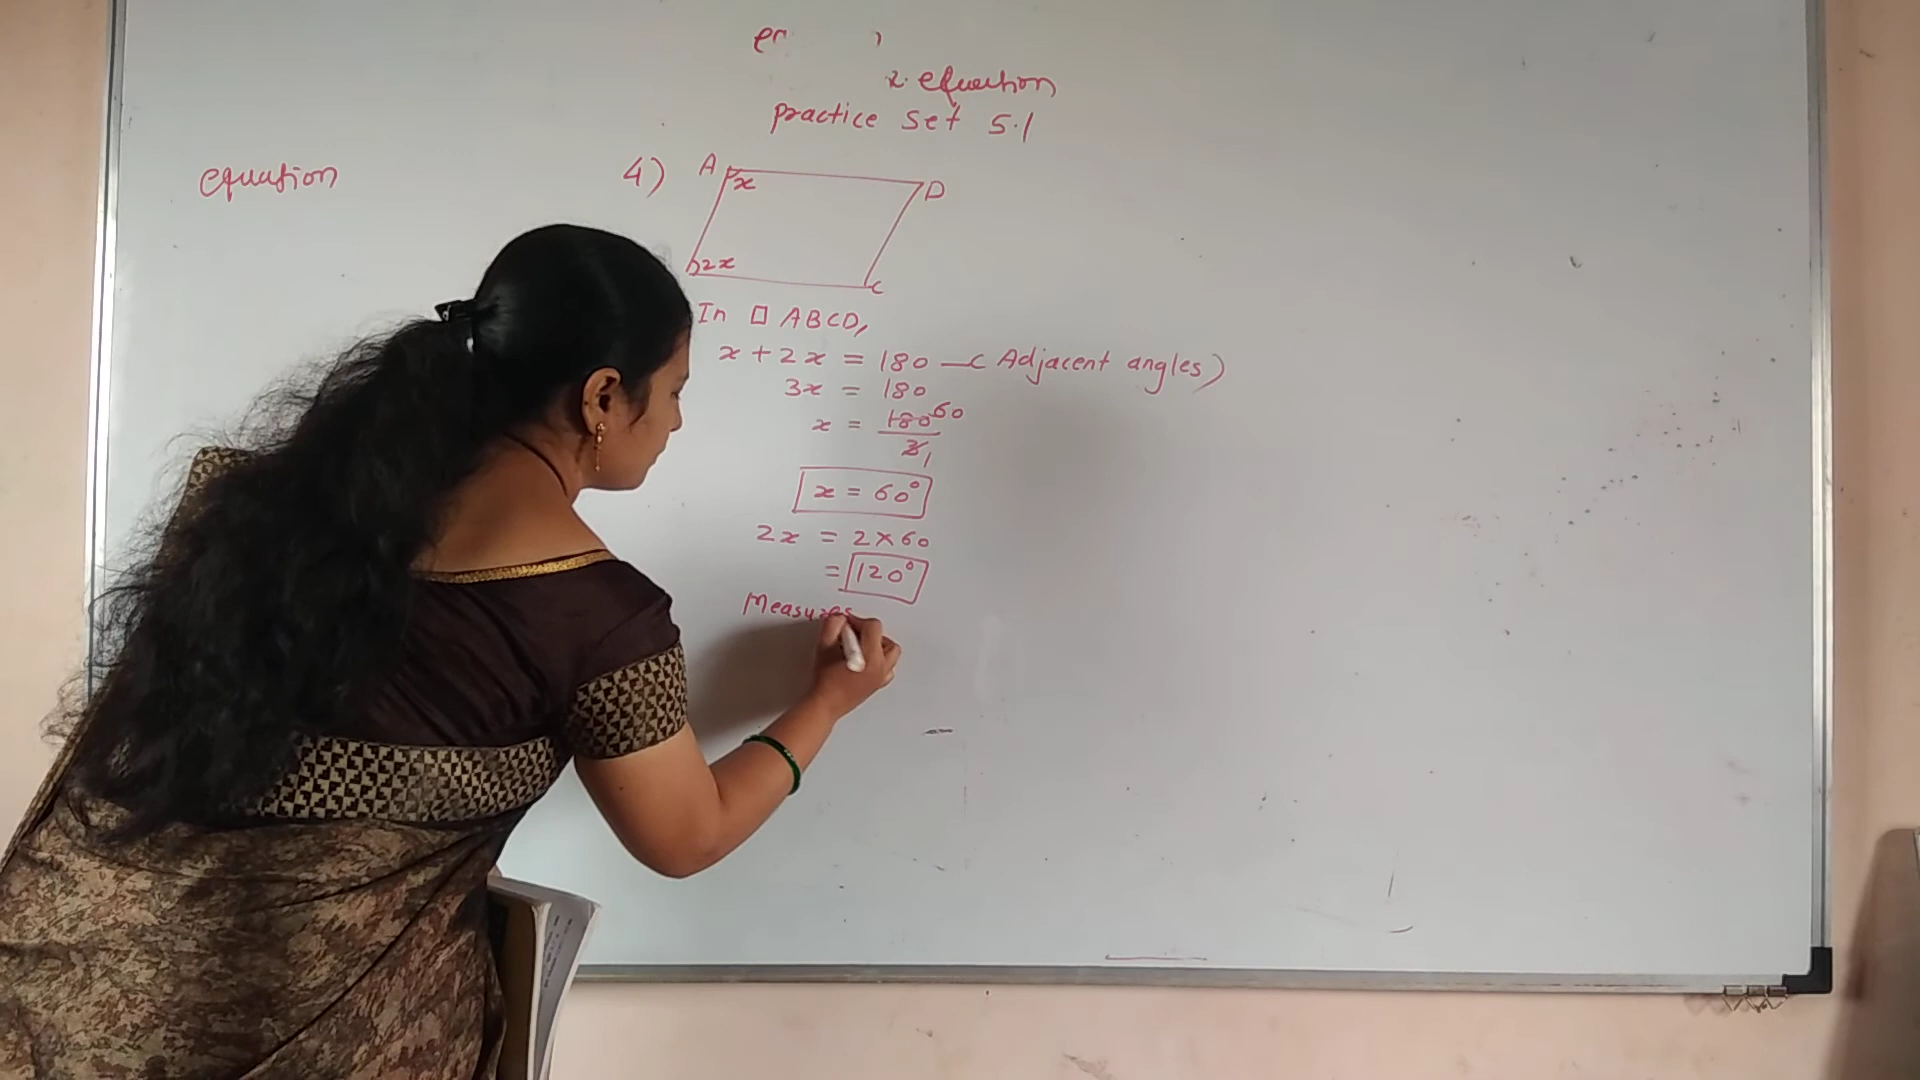 equation
practice set 5.1
equation
4)
A
x
D
2x
C
In □ ABCD,
x + 2x = 180 —( Adjacent angles)
3x = 180
x = 180 60
3 1
x = 60°
2x = 2×60
= 120°
Measures